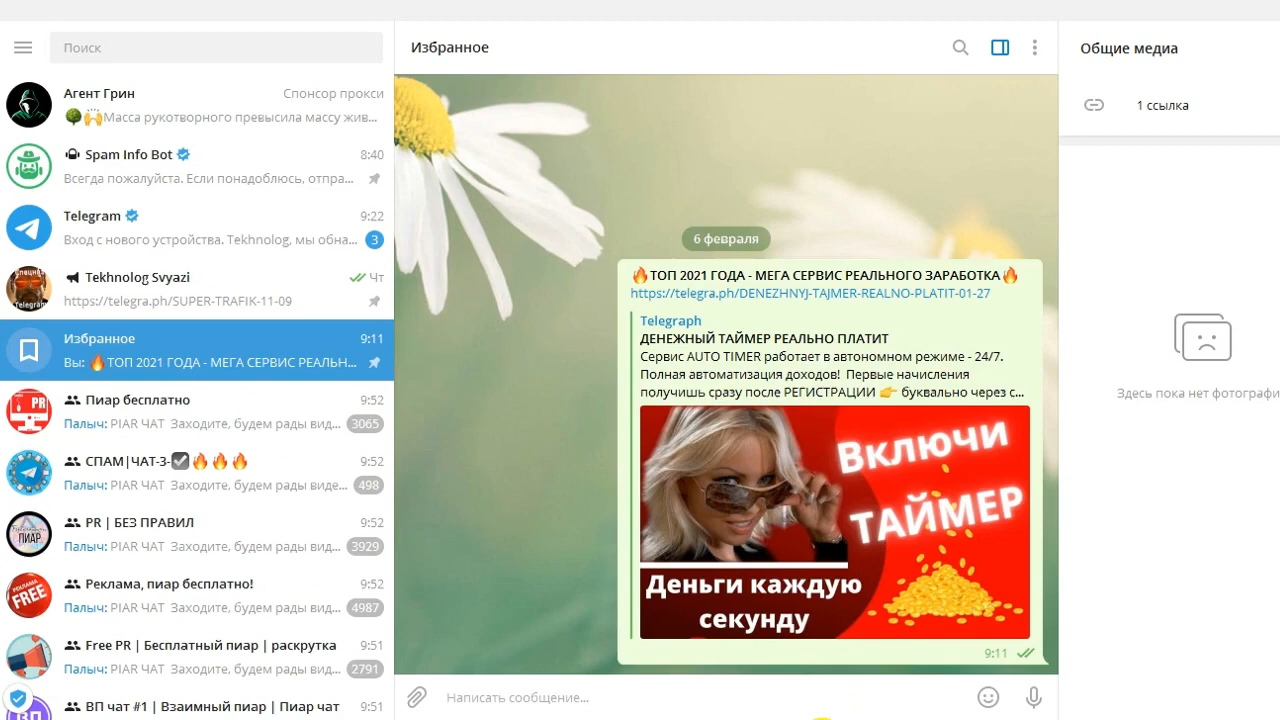 Поиск
Агент Грин
Спонсор прокси
🌳🙌Масса рукотворного превысила массу жив...
Spam Info Bot
8:40
Всегда пожалуйста. Если понадоблюсь, отпра...
Telegram
9:22
Вход с нового устройства. Tekhnolog, мы обна...
3
Tekhnolog Svyazi
Чт
https://telegra.ph/SUPER-TRAFIK-11-09
Избранное
9:11
Вы: 🔥ТОП 2021 ГОДА - МЕГА СЕРВИС РЕАЛЬН...
Пиар бесплатно
9:52
Палыч: PIAR ЧАТ Заходите, будем рады вид...
3065
СПАМ|ЧАТ-3-☑🔥🔥🔥
9:52
Палыч: PIAR ЧАТ Заходите, будем рады виде...
498
PR | БЕЗ ПРАВИЛ
9:52
Палыч: PIAR ЧАТ Заходите, будем рады вид...
3929
Реклама, пиар бесплатно!
9:52
Палыч: PIAR ЧАТ Заходите, будем рады вид...
4987
Free PR | Бесплатный пиар | раскрутка
9:51
Палыч: PIAR ЧАТ Заходите, будем рады вид...
2791
ВП чат #1 | Взаимный пиар | Пиар чат
9:51
Избранное
6 февраля
🔥ТОП 2021 ГОДА - МЕГА СЕРВИС РЕАЛЬНОГО ЗАРАБОТКА🔥
https://telegra.ph/DENEZHNYJ-TAJMER-REALNO-PLATIT-01-27
Telegraph
ДЕНЕЖНЫЙ ТАЙМЕР РЕАЛЬНО ПЛАТИТ
Сервис AUTO TIMER работает в автономном режиме - 24/7.
Полная автоматизация доходов! Первые начисления
получишь сразу после РЕГИСТРАЦИИ 👉 буквально через с...
Включи
ТАЙМЕР
Деньги каждую
секунду
9:11
Написать сообщение...
Общие медиа
1 ссылка
Здесь пока нет фотографи